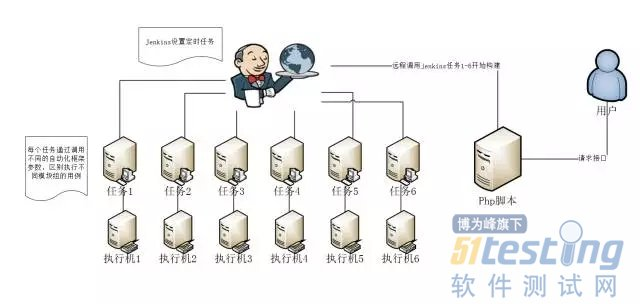 Jenkins设置定时任务
远程调用jenkins任务1-6开始构建
用户
每个任务通过调用
不同的自动化框架
参数,区别执行不
同模块组的用例
任务1
任务2
任务3
任务4
任务5
任务6
请求接口
Php脚本
执行机1
执行机2
执行机3
执行机4
执行机5
执行机6
博为峰旗下
51testing
软件测试网